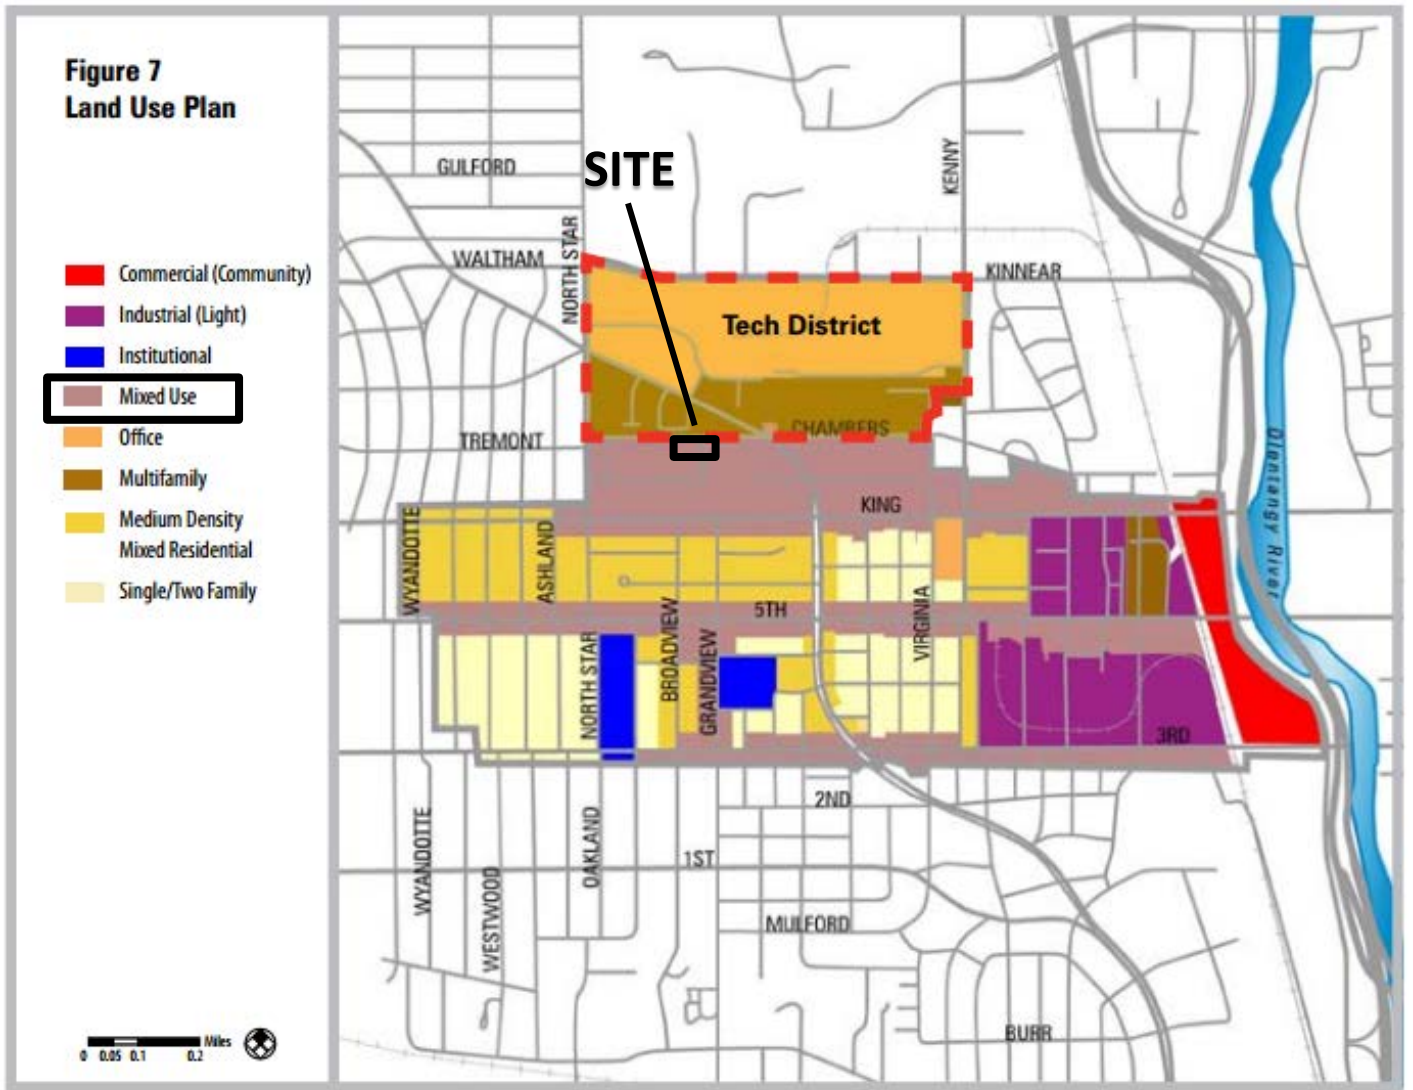 Figure 7
Land Use Plan
Commercial (Community)
Industrial (Light)
Institutional
Mixed Use
Office
Multifamily
Medium Density
Mixed Residential
Single/Two Family
0 0.05 0.1 0.2 Miles
GULFORD
SITE
KENNY
NORTH STAR
WALTHAM
KINNEAR
Tech District
CHAMBERS
TREMONT
Olentangy River
KING
WYANDOTTE
ASHLAND
5TH
VIRGINIA
BROADVIEW
NORTH STAR
GRANDVIEW
3RD
2ND
WYANDOTTE
OAKLAND
1ST
WESTWOOD
MULFORD
BURR